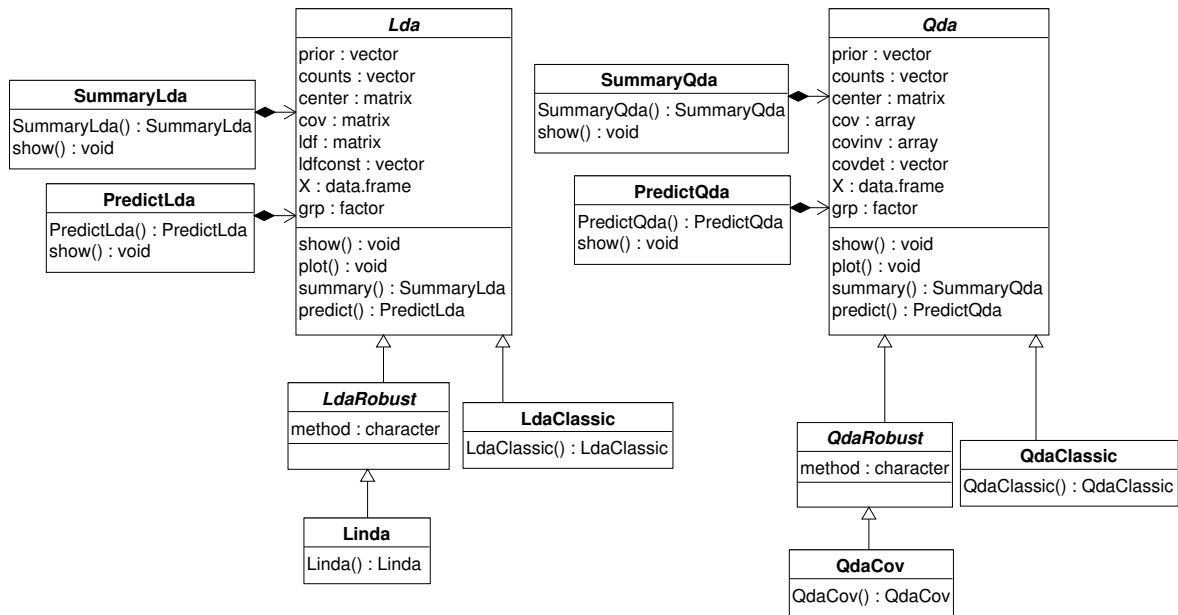 Lda
prior : vector
counts : vector
center : matrix
cov : matrix
ldf : matrix
ldfconst : vector
X : data.frame
grp : factor
show() : void
plot() : void
summary() : SummaryLda
predict() : PredictLda
SummaryLda
SummaryLda() : SummaryLda
show() : void
PredictLda
PredictLda() : PredictLda
show() : void
LdaRobust
method : character
LdaClassic
LdaClassic() : LdaClassic
Linda
Linda() : Linda
Qda
prior : vector
counts : vector
center : matrix
cov : array
covinv : array
covdet : vector
X : data.frame
grp : factor
show() : void
plot() : void
summary() : SummaryQda
predict() : PredictQda
SummaryQda
SummaryQda() : SummaryQda
show() : void
PredictQda
PredictQda() : PredictQda
show() : void
QdaRobust
method : character
QdaClassic
QdaClassic() : QdaClassic
QdaCov
QdaCov() : QdaCov